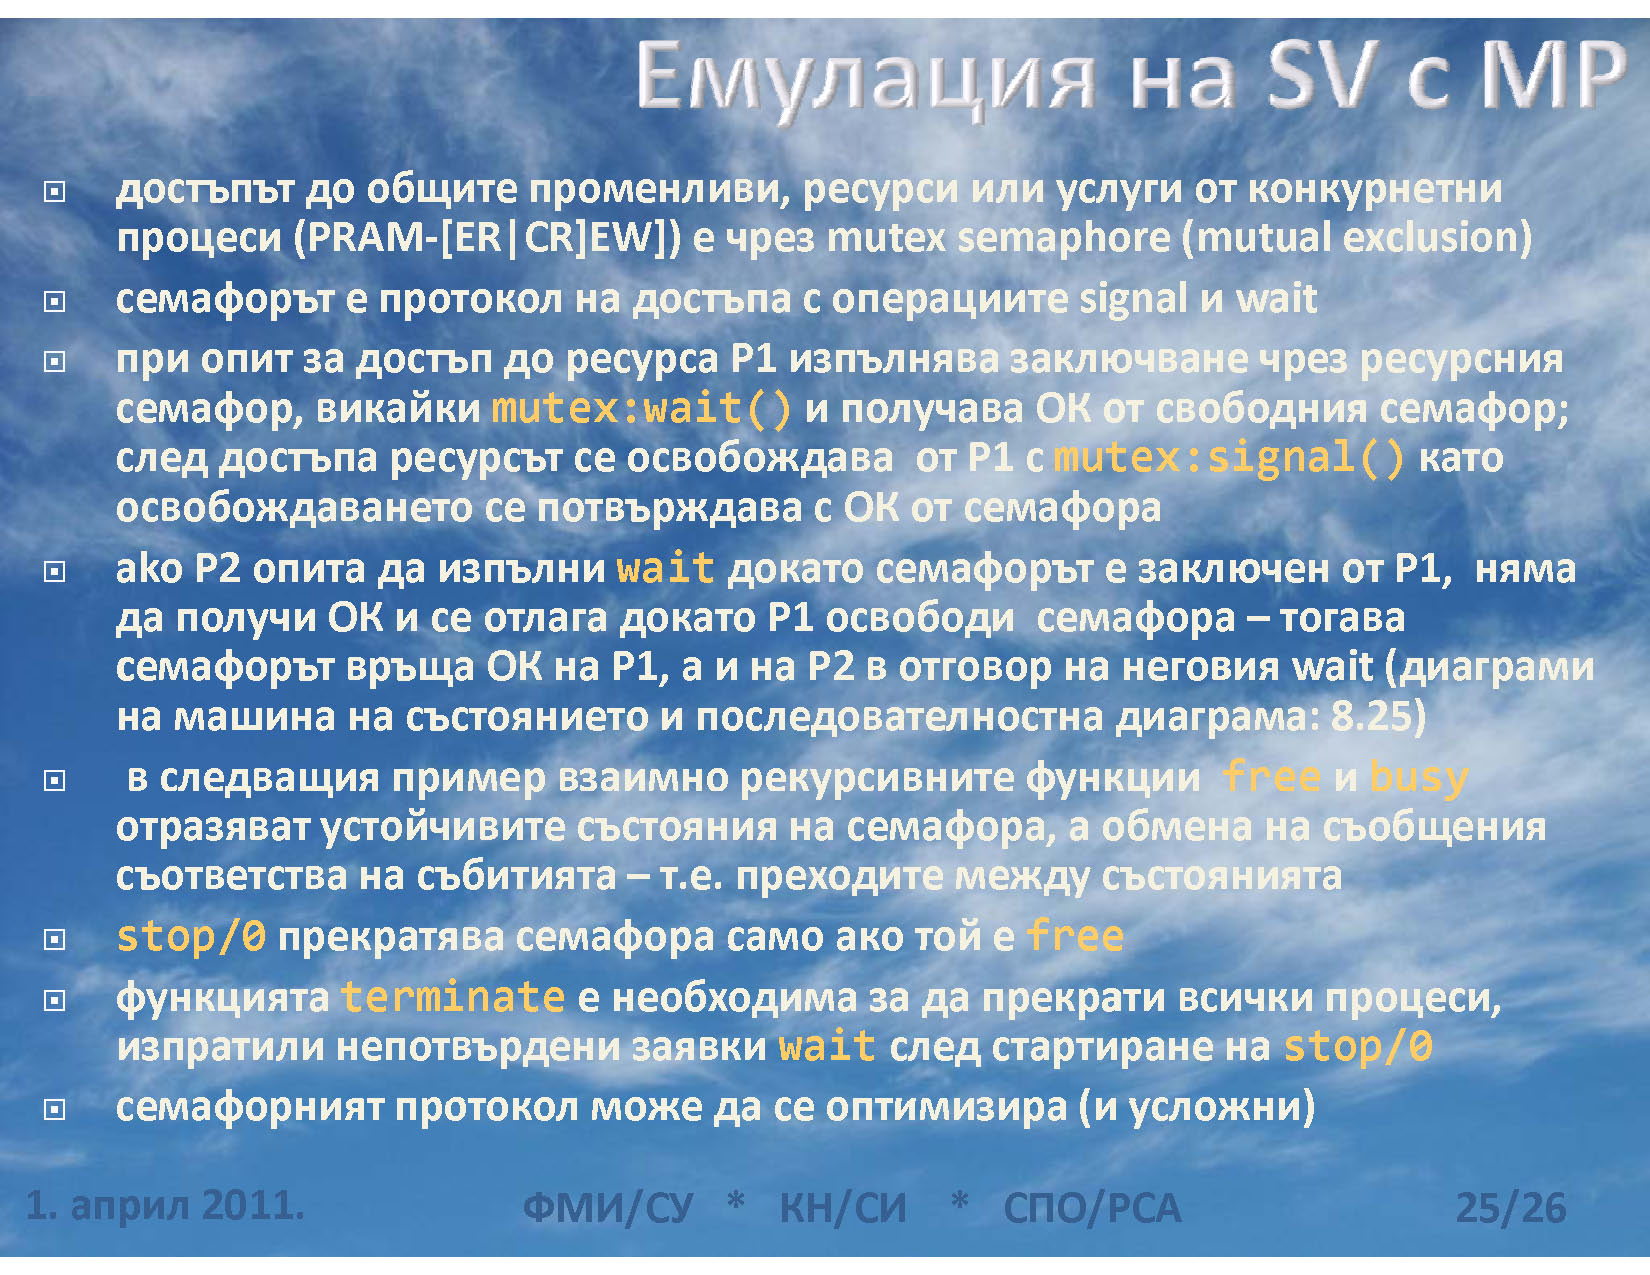 Емулация на SV с MP
достъпът до общите променливи, ресурси или услуги от конкурнетни
процеси (PRAM-[ER|CR]EW]) е чрез mutex semaphore (mutual exclusion)
семафорът е протокол на достъпа с операциите signal и wait
при опит за достъп до ресурса P1 изпълнява заключване чрез ресурсния
семафор, викайки mutex:wait() и получава ОК от свободния семафор;
след достъпа ресурсът се освобождава от P1 с mutex:signal() като
освобождаването се потвърждава с ОК от семафора
ako P2 опита да изпълни wait докато семафорът е заключен от P1, няма
да получи ОК и се отлага докато P1 освободи семафора – тогава
семафорът връща ОК на P1, а и на P2 в отговор на неговия wait (диаграми
на машина на състоянието и последователностна диаграма: 8.25)
в следващия пример взаимно рекурсивните функции free и busy
отразяват устойчивите състояния на семафора, а обмена на съобщения
съответства на събитията – т.е. преходите между състоянията
stop/0 прекратява семафора само ако той е free
функцията terminate е необходима за да прекрати всички процеси,
изпратили непотвърдени заявки wait след стартиране на stop/0
семафорният протокол може да се оптимизира (и усложни)
1. април 2011. ФМИ/СУ * КН/СИ * СПО/РСА 25/26